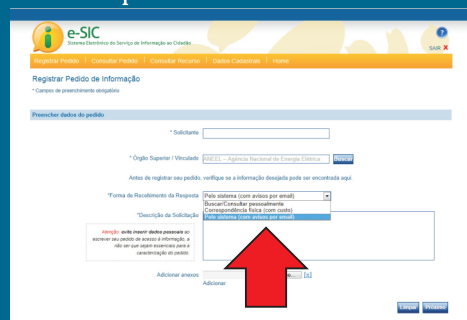 e-SIC
Sistema Eletrônico do Serviço de Informação ao Cidadão
?
SAIR X
Registrar Pedido | Consultar Pedido | Consultar Recurso | Dados Cadastrais | Home
Registrar Pedido de Informação
* Campos de preenchimento obrigatório
Preencher dados do pedido
* Solicitante
* Órgão Superior / Vinculado ANEEL – Agência Nacional de Energia Elétrica Buscar
Antes de registrar seu pedido, verifique se a informação desejada pode ser encontrada aqui.
*Forma de Recebimento da Resposta Pelo sistema (com avisos por email)
Buscar/Consultar pessoalmente
Correspondência física (com custo)
Pelo sistema (com avisos por email)
*Descrição da Solicitação
Atenção: evite inserir dados pessoais ao
escrever seu pedido de acesso à informação, a
não ser que sejam essenciais para a
caracterização do pedido.
Adicionar anexos [X]
Adicionar
Limpar Próximo